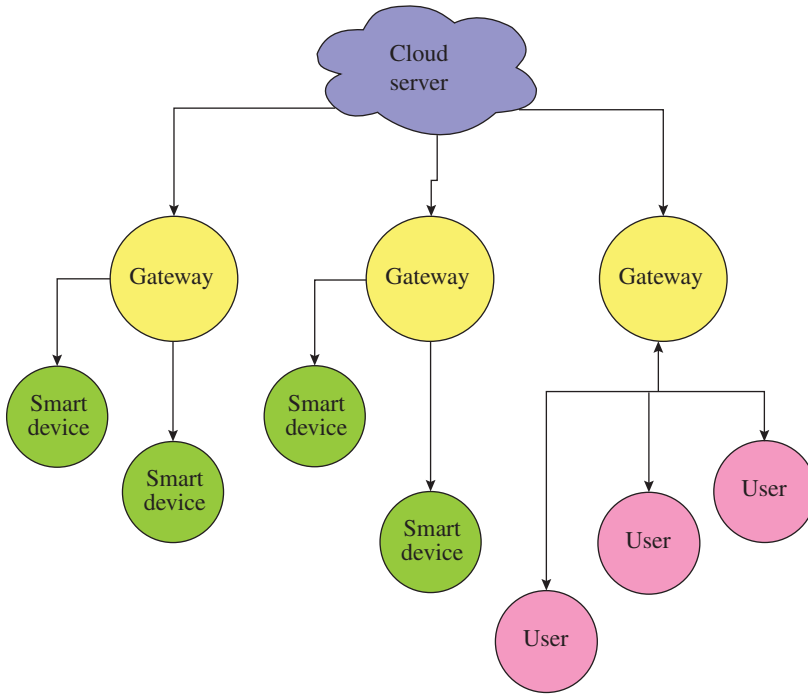 Cloud
server
Gateway
Gateway
Gateway
Smart
device
Smart
device
Smart
device
Smart
device
User
User
User